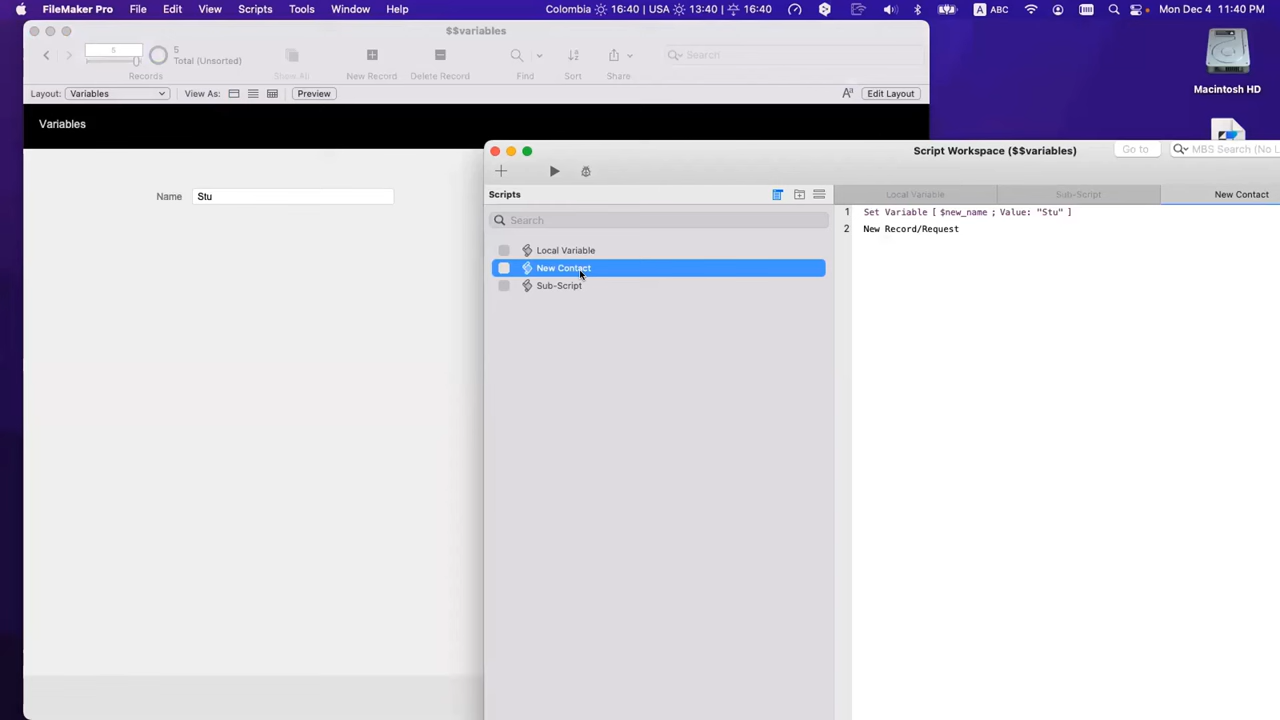 FileMaker Pro File Edit View Scripts Tools Window Help Colombia 16:40 | USA 13:40 | 16:40 A ABC Mon Dec 4 11:40 PM
$$variables
5 5 Total (Unsorted)
Records Show All New Record Delete Record Find Sort Share Search
Layout: Variables View As: Preview Aa Edit Layout
Macintosh HD
Variables
Name Stu
Script Workspace ($$variables) Go to MBS Search (No L
Scripts
Search
Local Variable
New Contact
Sub-Script
Local Variable Sub-Script New Contact
1 Set Variable [ $new_name ; Value: "Stu" ]
2 New Record/Request